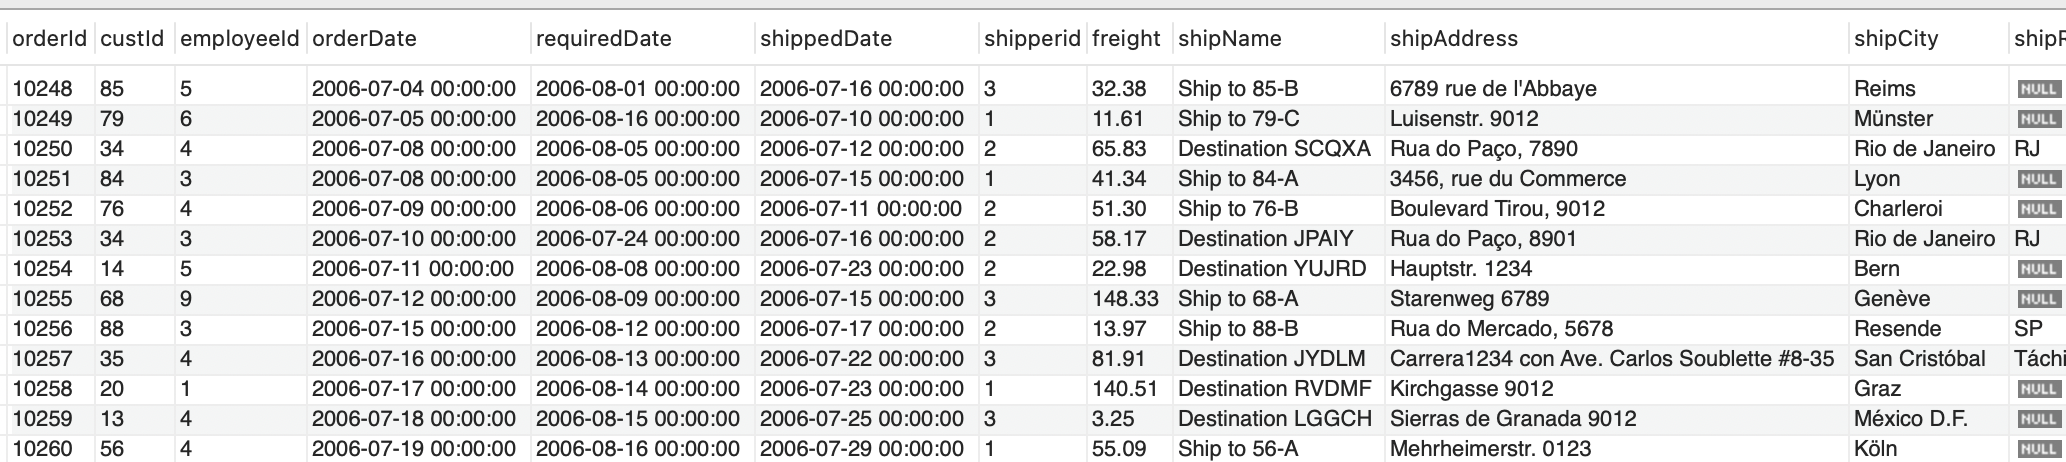 orderId custId employeeId orderDate requiredDate shippedDate shipperid freight shipName shipAddress shipCity shipR
10248 85 5 2006-07-04 00:00:00 2006-08-01 00:00:00 2006-07-16 00:00:00 3 32.38 Ship to 85-B 6789 rue de l'Abbaye Reims NULL
10249 79 6 2006-07-05 00:00:00 2006-08-16 00:00:00 2006-07-10 00:00:00 1 11.61 Ship to 79-C Luisenstr. 9012 Münster NULL
10250 34 4 2006-07-08 00:00:00 2006-08-05 00:00:00 2006-07-12 00:00:00 2 65.83 Destination SCQXA Rua do Paço, 7890 Rio de Janeiro RJ
10251 84 3 2006-07-08 00:00:00 2006-08-05 00:00:00 2006-07-15 00:00:00 1 41.34 Ship to 84-A 3456, rue du Commerce Lyon NULL
10252 76 4 2006-07-09 00:00:00 2006-08-06 00:00:00 2006-07-11 00:00:00 2 51.30 Ship to 76-B Boulevard Tirou, 9012 Charleroi NULL
10253 34 3 2006-07-10 00:00:00 2006-07-24 00:00:00 2006-07-16 00:00:00 2 58.17 Destination JPAIY Rua do Paço, 8901 Rio de Janeiro RJ
10254 14 5 2006-07-11 00:00:00 2006-08-08 00:00:00 2006-07-23 00:00:00 2 22.98 Destination YUJRD Hauptstr. 1234 Bern NULL
10255 68 9 2006-07-12 00:00:00 2006-08-09 00:00:00 2006-07-15 00:00:00 3 148.33 Ship to 68-A Starenweg 6789 Genève NULL
10256 88 3 2006-07-15 00:00:00 2006-08-12 00:00:00 2006-07-17 00:00:00 2 13.97 Ship to 88-B Rua do Mercado, 5678 Resende SP
10257 35 4 2006-07-16 00:00:00 2006-08-13 00:00:00 2006-07-22 00:00:00 3 81.91 Destination JYDLM Carrera1234 con Ave. Carlos Soublette #8-35 San Cristóbal Táchi
10258 20 1 2006-07-17 00:00:00 2006-08-14 00:00:00 2006-07-23 00:00:00 1 140.51 Destination RVDMF Kirchgasse 9012 Graz NULL
10259 13 4 2006-07-18 00:00:00 2006-08-15 00:00:00 2006-07-25 00:00:00 3 3.25 Destination LGGCH Sierras de Granada 9012 México D.F. NULL
10260 56 4 2006-07-19 00:00:00 2006-08-16 00:00:00 2006-07-29 00:00:00 1 55.09 Ship to 56-A Mehrheimerstr. 0123 Köln NULL